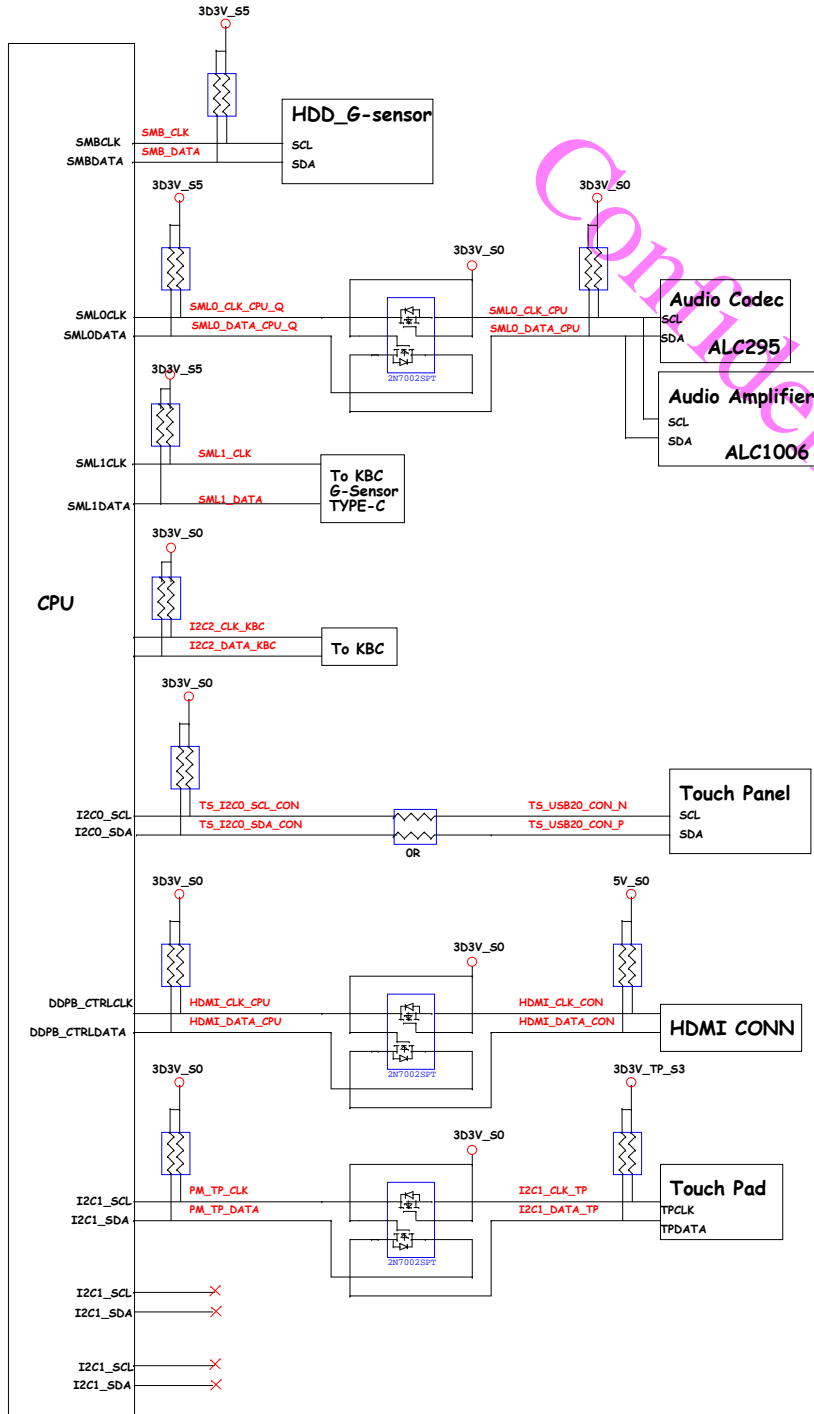 3D3V_S5
HDD_G-sensor
SMBCLK SMB_CLK SCL
SMBDATA SMB_DATA SDA
3D3V_S5 3D3V_S0
3D3V_S0
Confiden
Audio Codec
SML0CLK SML0_CLK_CPU_Q SML0_CLK_CPU SCL
SML0DATA SML0_DATA_CPU_Q SML0_DATA_CPU SDA
ALC295
2N7002SPT
3D3V_S5
Audio Amplifier
SCL
SDA
ALC1006
SML1CLK SML1_CLK
To KBC
G-Sensor
TYPE-C
SML1DATA SML1_DATA
3D3V_S0
CPU
I2C2_CLK_KBC
I2C2_DATA_KBC
To KBC
3D3V_S0
Touch Panel
I2C0_SCL TS_I2C0_SCL_CON TS_USB20_CON_N SCL
I2C0_SDA TS_I2C0_SDA_CON TS_USB20_CON_P SDA
0R
3D3V_S0 5V_S0
3D3V_S0
DDPB_CTRLCLK HDMI_CLK_CPU HDMI_CLK_CON
DDPB_CTRLDATA HDMI_DATA_CPU HDMI_DATA_CON
HDMI CONN
2N7002SPT
3D3V_S0 3D3V_TP_S3
3D3V_S0
Touch Pad
I2C1_SCL PM_TP_CLK I2C1_CLK_TP TPCLK
I2C1_SDA PM_TP_DATA I2C1_DATA_TP TPDATA
2N7002SPT
I2C1_SCL
I2C1_SDA
I2C1_SCL
I2C1_SDA